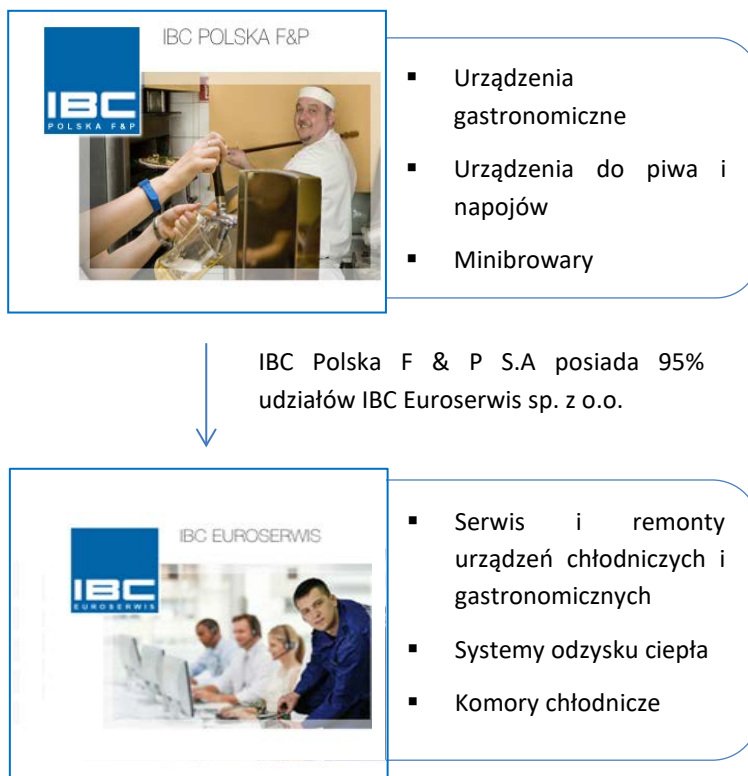 IBC POLSKA F&P
IBC
POLSKA F&P
▪ Urządzenia
gastronomiczne
▪ Urządzenia do piwa i
napojów
▪ Minibrowary
IBC Polska F & P S.A posiada 95%
udziałów IBC Euroserwis sp. z o.o.
IBC EUROSERWIS
IBC
EUROSERWIS
▪ Serwis i remonty
urządzeń chłodniczych i
gastronomicznych
▪ Systemy odzysku ciepła
▪ Komory chłodnicze